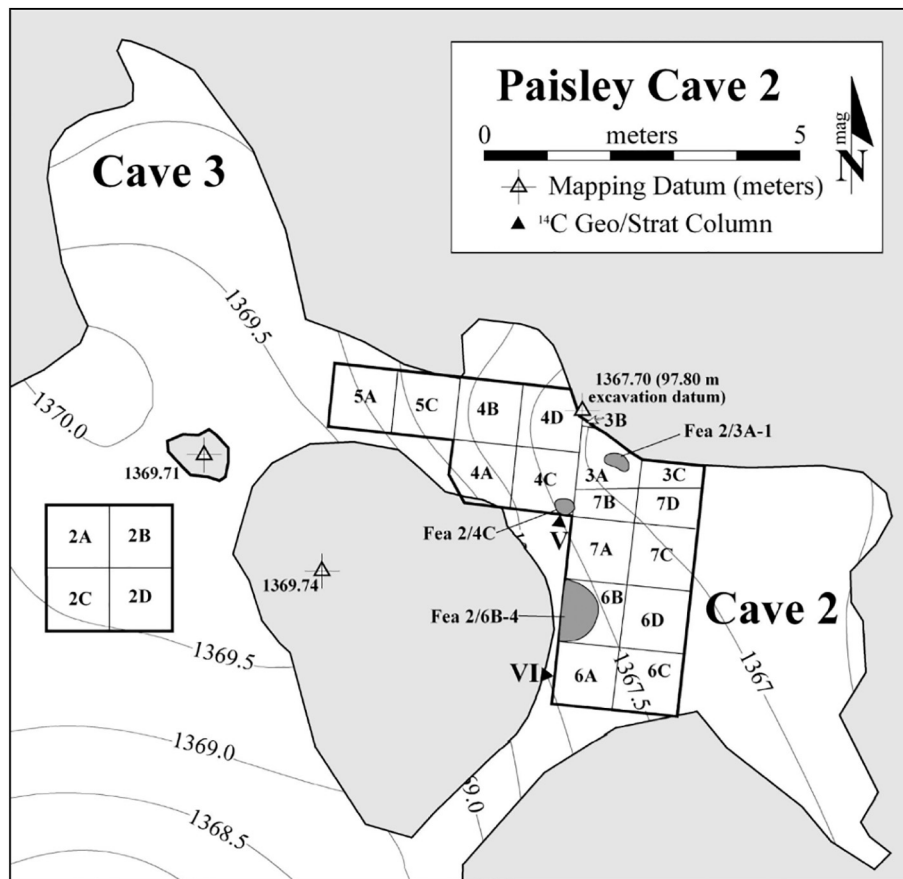 Paisley Cave 2
0 meters 5
Mapping Datum (meters)
¹⁴C Geo/Strat Column
mag
N
Cave 3
1369.5
1370.0
1369.71
1367.70 (97.80 m
excavation datum)
5A 5C 4B 4D 3B
Fea 2/3A-1
4A 4C 3A 3C
7B 7D
Fea 2/4C
V
2A 2B
7A 7C
1369.74
2C 2D
Fea 2/6B-4
6B 6D
Cave 2
1369.5
VI
6A 6C
1367.5
1367
1369.0
1368.5